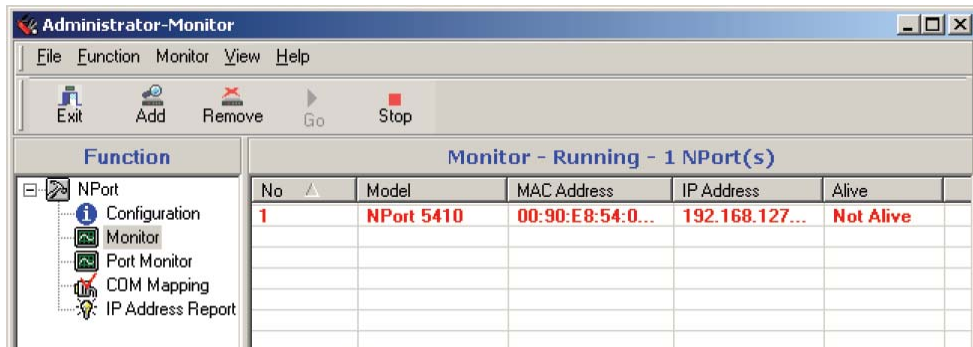 Administrator-Monitor
File Function Monitor View Help
Exit Add Remove Go Stop
Function
Monitor - Running - 1 NPort(s)
NPort
Configuration
Monitor
Port Monitor
COM Mapping
IP Address Report
No Model MAC Address IP Address Alive
1 NPort 5410 00:90:E8:54:0... 192.168.127... Not Alive